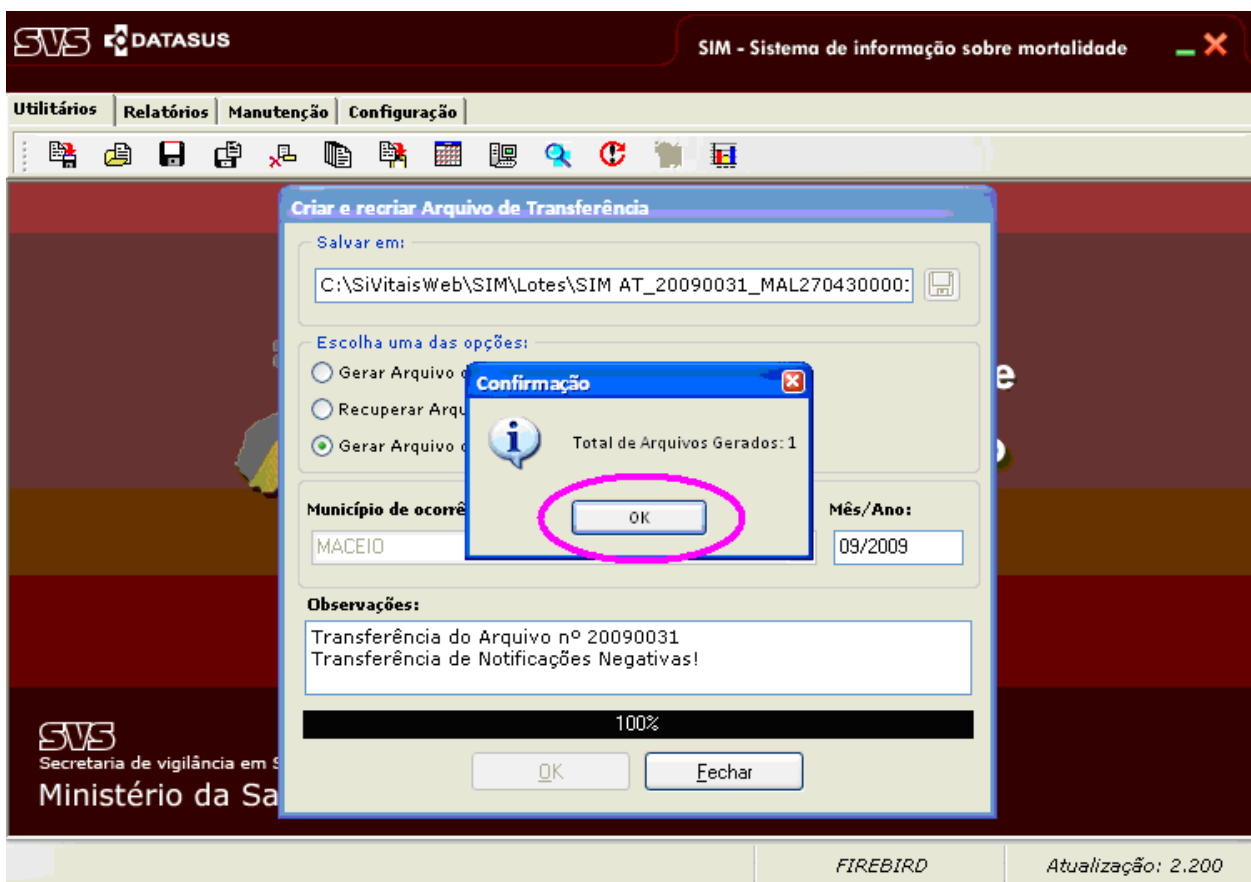 SVS DATASUS
SIM - Sistema de informação sobre mortalidade
Utilitários Relatórios Manutenção Configuração
Criar e recriar Arquivo de Transferência
Salvar em:
C:\SiVitaisWeb\SIM\Lotes\SIM AT_20090031_MAL270430000
Escolha uma das opções:
Gerar Arquivo
Recuperar
Gerar Arquivo
Confirmação
Total de Arquivos Gerados: 1
OK
Município de
Mês/Ano:
MACEIO
09/2009
Observações:
Transferência do Arquivo nº 20090031
Transferência de Notificações Negativas!
100%
OK Fechar
SVS
Secretaria de vigilância em
Ministério da
FIREBIRD Atualização: 2.200